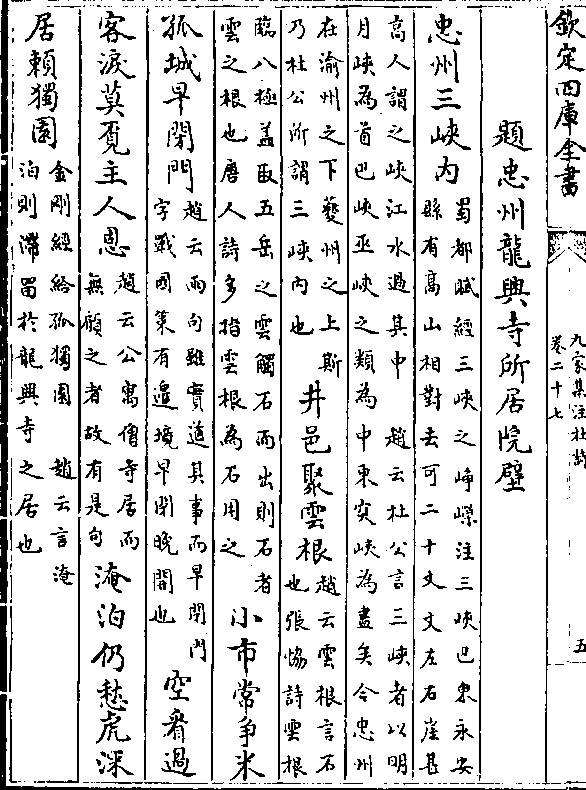 欽定四庫全書
九家集注杜詩
卷二十七
五
題忠州龍興寺所居院壁
忠州三峽内
蜀都賦經三峽之崢嶸注三峽巴東永安
縣有髙山相對去可二十丈丈左右崖甚
髙人謂之峽江水過其中　趙云杜公言三峽者以明
月峽為首巴峽巫峽之類為中東突峽為盡矣今忠州
在渝州之下夔州之上斯
乃杜公所謂三峽内也
井邑聚雲根
趙云雲根言石
也張協詩雲根
臨八極蓋取五岳之雲觸石而出則石者
雲之根也唐人詩多指雲根為石用之
小市常爭米
孤城早閉門
趙云兩句雖實道其事而早閉門
字戰國策有邊境早閉晚開也
空看過
客淚莫覓主人恩
趙云公寓僧寺居而
無顧之者故有是句
淹泊仍愁虎深
居賴獨園
金剛經給孤獨園　趙云言淹
泊則滯留於龍興寺之居也